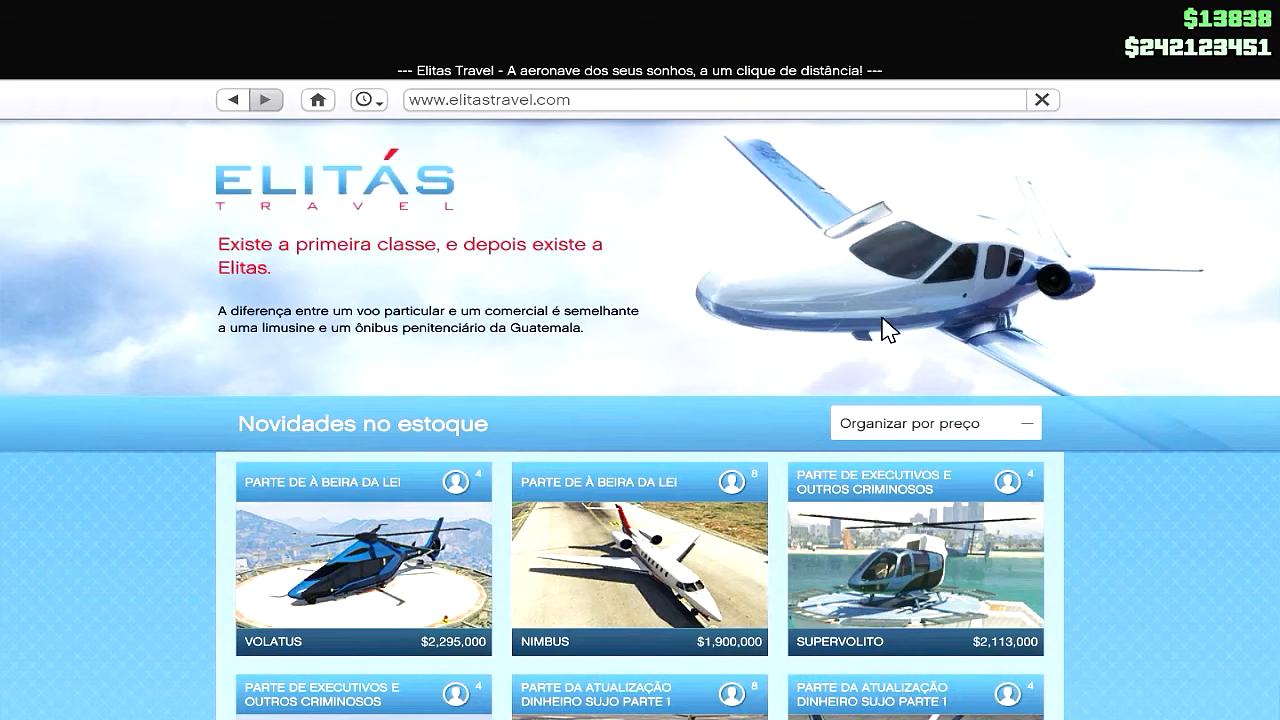 $13838
$242123451
--- Elitas Travel - A aeronave dos seus sonhos, a um clique de distância! ---
www.elitastravel.com
ELITÁS
TRAVEL
Existe a primeira classe, e depois existe a
Elitas.
A diferença entre um voo particular e um comercial é semelhante
a uma limusine e um ônibus penitenciário da Guatemala.
Novidades no estoque
Organizar por preço
PARTE DE À BEIRA DA LEI
4
PARTE DE À BEIRA DA LEI
8
PARTE DE EXECUTIVOS E
OUTROS CRIMINOSOS
4
VOLATUS
$2,295,000
NIMBUS
$1,900,000
SUPERVOLITO
$2,113,000
PARTE DE EXECUTIVOS E
OUTROS CRIMINOSOS
4
PARTE DA ATUALIZAÇÃO
DINHEIRO SUJO PARTE 1
8
PARTE DA ATUALIZAÇÃO
DINHEIRO SUJO PARTE 1
4